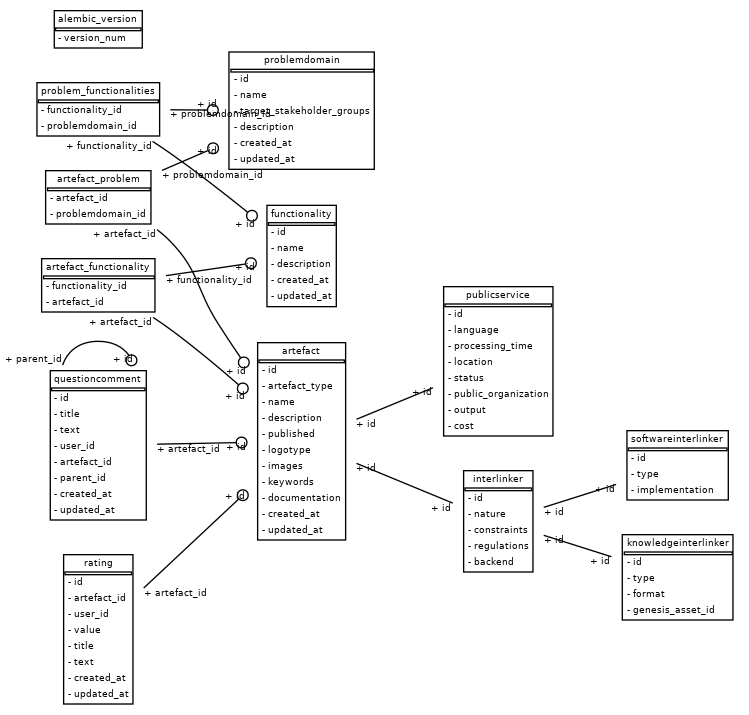 alembic_version
- version_num
problemdomain
- id
- name
- target_stakeholder_groups
- description
- created_at
- updated_at
problem_functionalities
- functionality_id
- problemdomain_id
+ id
+ problemdomain_id
+ functionality_id
+ id
artefact_problem
- artefact_id
- problemdomain_id
+ id
+ problemdomain_id
+ artefact_id
+ id
functionality
- id
- name
- description
- created_at
- updated_at
artefact_functionality
- functionality_id
- artefact_id
+ id
+ functionality_id
+ artefact_id
+ id
+ parent_id
+ id
questioncomment
- id
- title
- text
- user_id
- artefact_id
- parent_id
- created_at
- updated_at
+ artefact_id
+ id
artefact
- id
- artefact_type
- name
- description
- published
- logotype
- images
- keywords
- documentation
- created_at
- updated_at
+ id
+ id
publicservice
- id
- language
- processing_time
- location
- status
- public_organization
- output
- cost
+ id
+ id
interlinker
- id
- nature
- constraints
- regulations
- backend
softwareinterlinker
- id
- type
- implementation
+ id
+ id
+ id
+ id
knowledgeinterlinker
- id
- type
- format
- genesis_asset_id
+ id
+ artefact_id
rating
- id
- artefact_id
- user_id
- value
- title
- text
- created_at
- updated_at